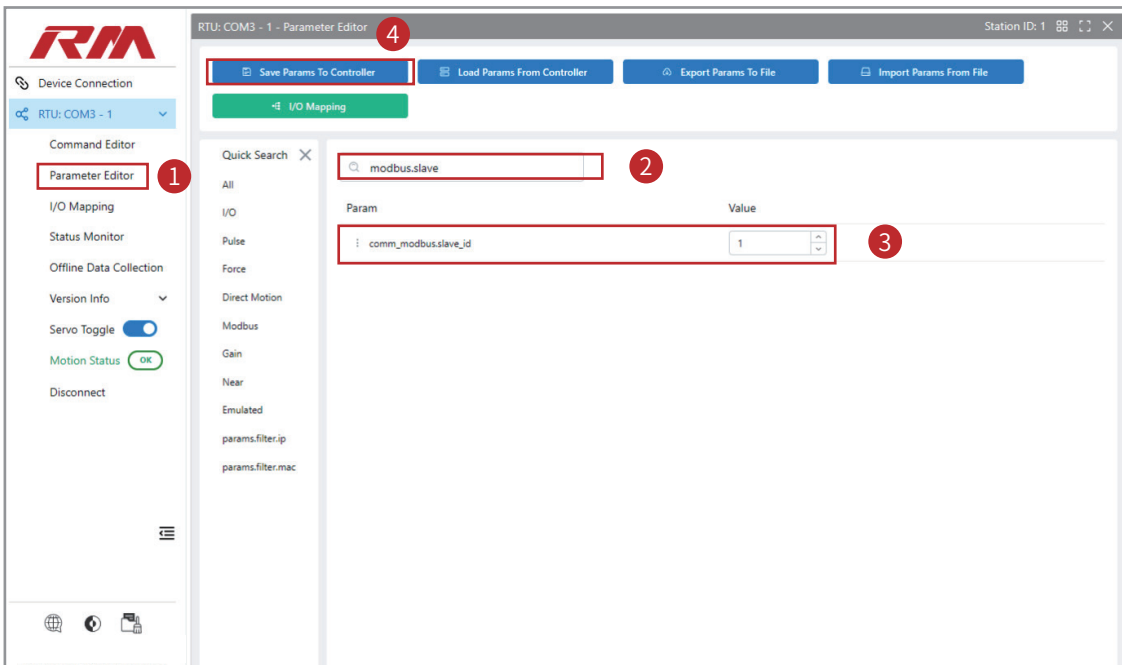 RM
RTU: COM3 - 1 - Parameter Editor
4
Station ID: 1
Device Connection
RTU: COM3 - 1
Command Editor
Parameter Editor
1
I/O Mapping
Status Monitor
Offline Data Collection
Version Info
Servo Toggle
Motion Status OK
Disconnect
Save Params To Controller
Load Params From Controller
Export Params To File
Import Params From File
I/O Mapping
Quick Search
All
I/O
Pulse
Force
Direct Motion
Modbus
Gain
Near
Emulated
params.filter.ip
params.filter.mac
modbus.slave
2
Param Value
comm_modbus.slave_id 1
3